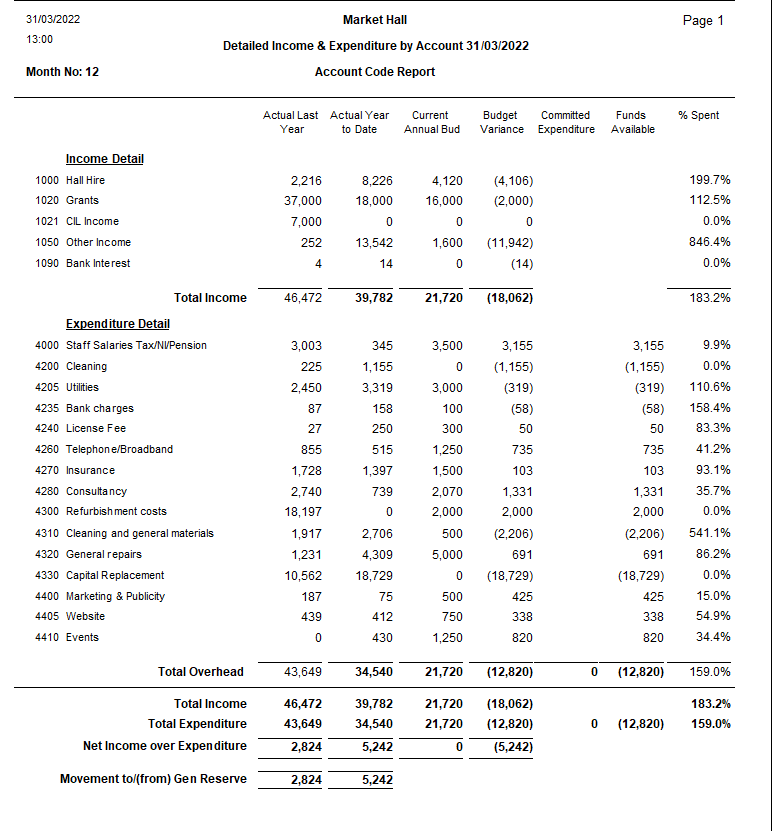 31/03/2022 Market Hall Page 1
13:00 Detailed Income & Expenditure by Account 31/03/2022
Month No: 12 Account Code Report
Actual Last Year Actual Year to Date Current Annual Bud Budget Variance Committed Expenditure Funds Available % Spent
Income Detail
1000 Hall Hire 2,216 8,226 4,120 (4,106) 199.7%
1020 Grants 37,000 18,000 16,000 (2,000) 112.5%
1021 CIL Income 7,000 0 0 0 0.0%
1050 Other Income 252 13,542 1,600 (11,942) 846.4%
1090 Bank Interest 4 14 0 (14) 0.0%
Total Income 46,472 39,782 21,720 (18,062) 183.2%
Expenditure Detail
4000 Staff Salaries Tax/NI/Pension 3,003 345 3,500 3,155 3,155 9.9%
4200 Cleaning 225 1,155 0 (1,155) (1,155) 0.0%
4205 Utilities 2,450 3,319 3,000 (319) (319) 110.6%
4235 Bank charges 87 158 100 (58) (58) 158.4%
4240 License Fee 27 250 300 50 50 83.3%
4260 Telephone/Broadband 855 515 1,250 735 735 41.2%
4270 Insurance 1,728 1,397 1,500 103 103 93.1%
4280 Consultancy 2,740 739 2,070 1,331 1,331 35.7%
4300 Refurbishment costs 18,197 0 2,000 2,000 2,000 0.0%
4310 Cleaning and general materials 1,917 2,706 500 (2,206) (2,206) 541.1%
4320 General repairs 1,231 4,309 5,000 691 691 86.2%
4330 Capital Replacement 10,562 18,729 0 (18,729) (18,729) 0.0%
4400 Marketing & Publicity 187 75 500 425 425 15.0%
4405 Website 439 412 750 338 338 54.9%
4410 Events 0 430 1,250 820 820 34.4%
Total Overhead 43,649 34,540 21,720 (12,820) 0 (12,820) 159.0%
Total Income 46,472 39,782 21,720 (18,062) 183.2%
Total Expenditure 43,649 34,540 21,720 (12,820) 0 (12,820) 159.0%
Net Income over Expenditure 2,824 5,242 0 (5,242)
Movement to/(from) Gen Reserve 2,824 5,242